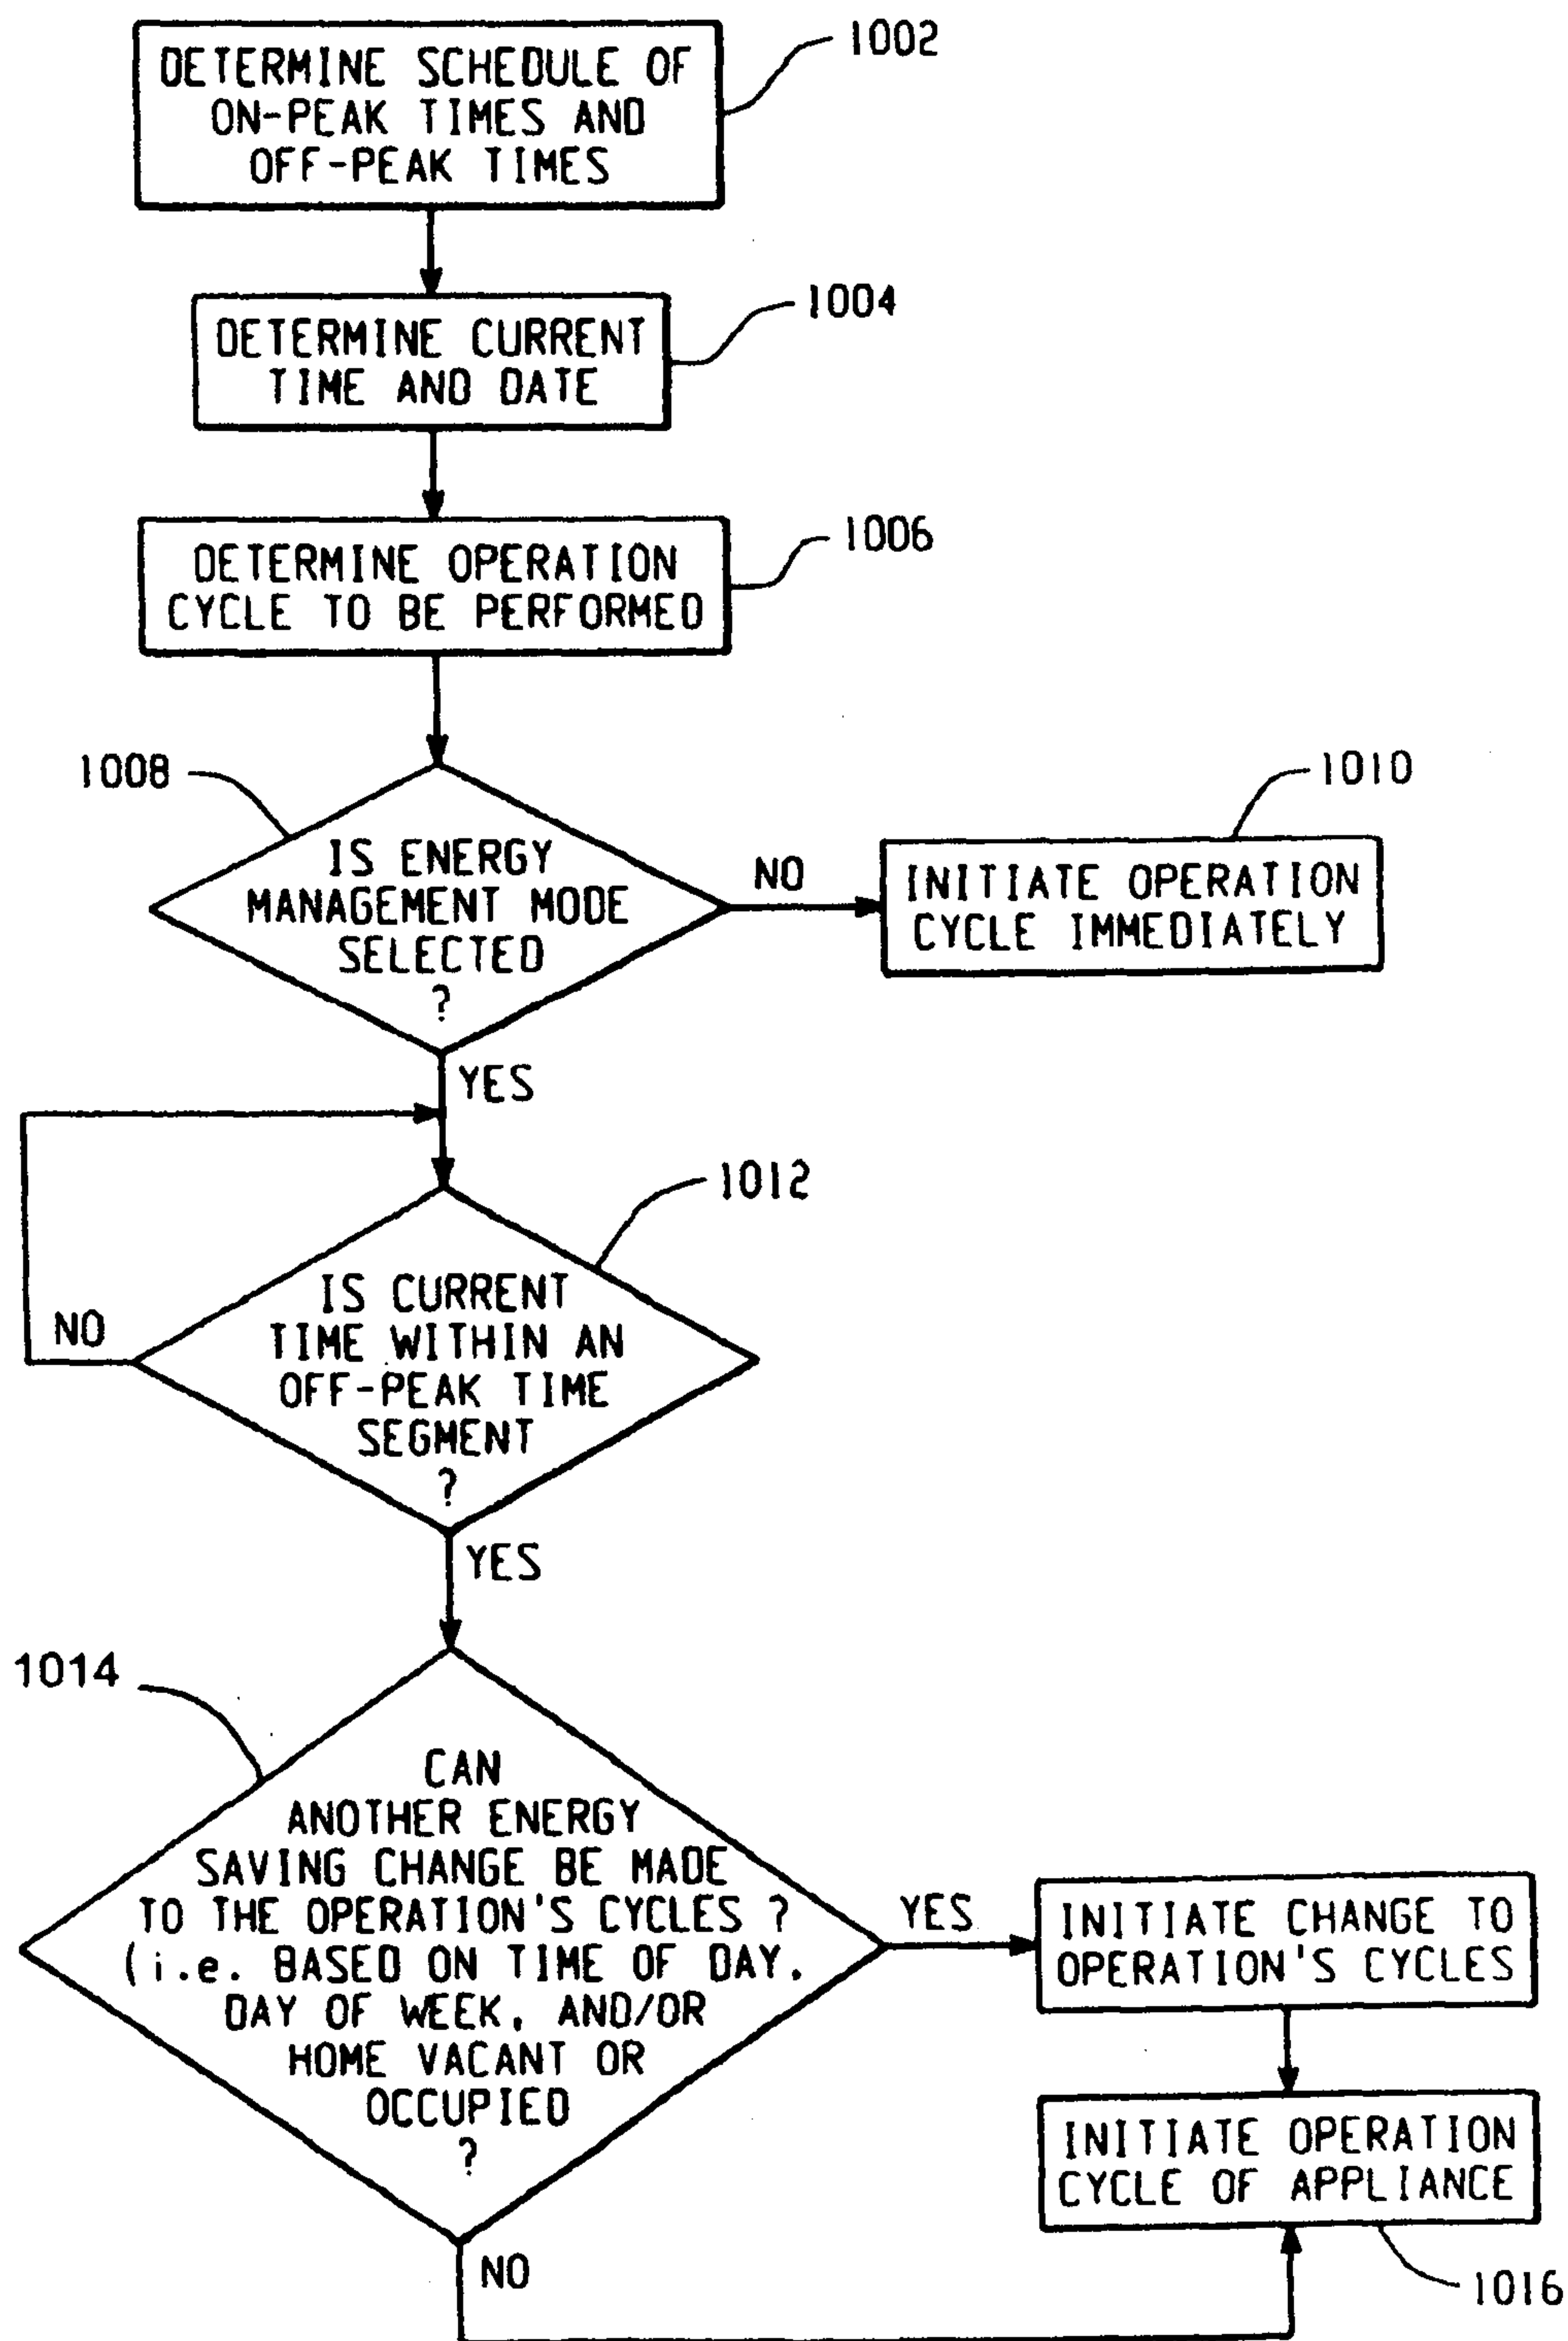 1002
DETERMINE SCHEDULE OF
ON-PEAK TIMES AND
OFF-PEAK TIMES
1004
DETERMINE CURRENT
TIME AND DATE
1006
DETERMINE OPERATION
CYCLE TO BE PERFORMED
1008
IS ENERGY
MANAGEMENT MODE
SELECTED
?
NO
1010
INITIATE OPERATION
CYCLE IMMEDIATELY
YES
1012
IS CURRENT
TIME WITHIN AN
OFF-PEAK TIME
SEGMENT
?
NO
YES
1014
CAN
ANOTHER ENERGY
SAVING CHANGE BE MADE
TO THE OPERATION'S CYCLES ?
(i.e. BASED ON TIME OF DAY,
DAY OF WEEK, AND/OR
HOME VACANT OR
OCCUPIED
?
YES
INITIATE CHANGE TO
OPERATION'S CYCLES
INITIATE OPERATION
CYCLE OF APPLIANCE
NO
1016